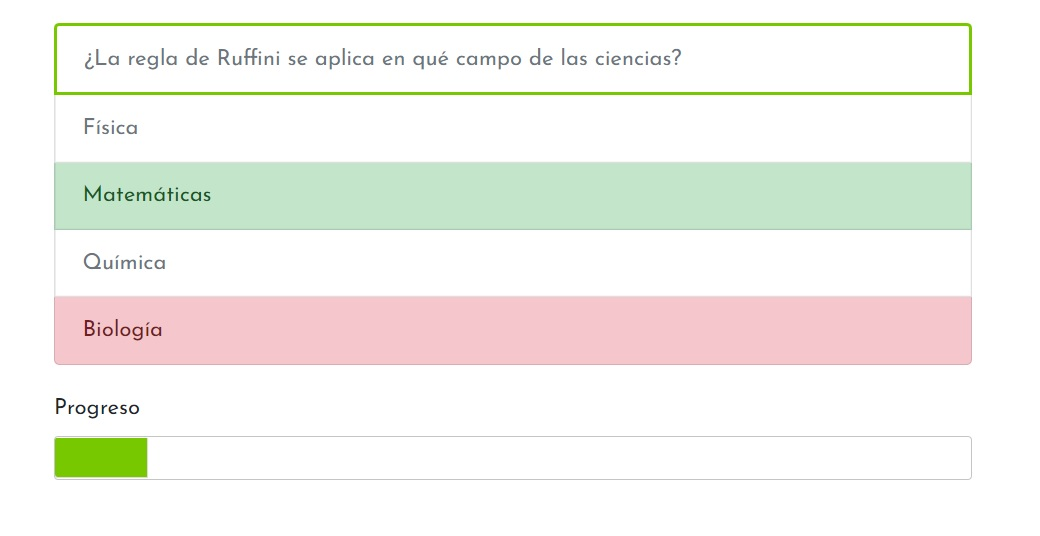 ¿La regla de Ruffini se aplica en qué campo de las ciencias?
Física
Matemáticas
Química
Biología
Progreso